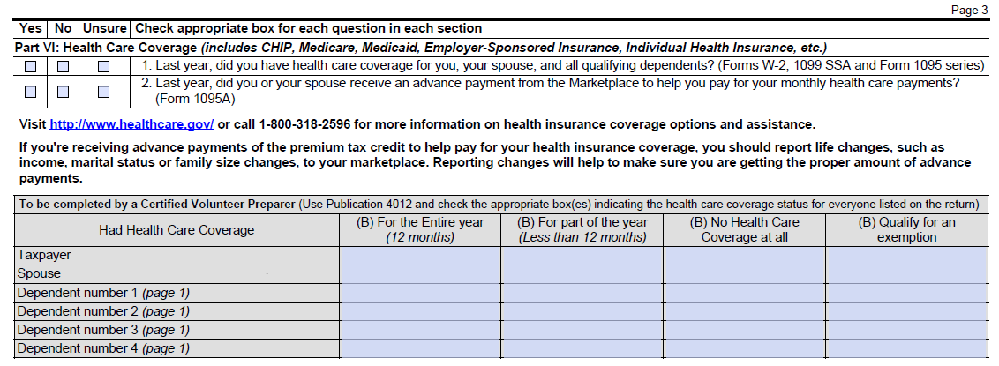 Page 3
Yes No Unsure Check appropriate box for each question in each section
Part VI: Health Care Coverage (includes CHIP, Medicare, Medicaid, Employer-Sponsored Insurance, Individual Health Insurance, etc.)
1. Last year, did you have health care coverage for you, your spouse, and all qualifying dependents? (Forms W-2, 1099 SSA and Form 1095 series)
2. Last year, did you or your spouse receive an advance payment from the Marketplace to help you pay for your monthly health care payments?
(Form 1095A)
Visit http://www.healthcare.gov/ or call 1-800-318-2596 for more information on health insurance coverage options and assistance.
If you're receiving advance payments of the premium tax credit to help pay for your health insurance coverage, you should report life changes, such as
income, marital status or family size changes, to your marketplace. Reporting changes will help to make sure you are getting the proper amount of advance
payments.
To be completed by a Certified Volunteer Preparer (Use Publication 4012 and check the appropriate box(es) indicating the health care coverage status for everyone listed on the return)
Had Health Care Coverage
(B) For the Entire year
(12 months)
(B) For part of the year
(Less than 12 months)
(B) No Health Care
Coverage at all
(B) Qualify for an
exemption
Taxpayer
Spouse
Dependent number 1 (page 1)
Dependent number 2 (page 1)
Dependent number 3 (page 1)
Dependent number 4 (page 1)